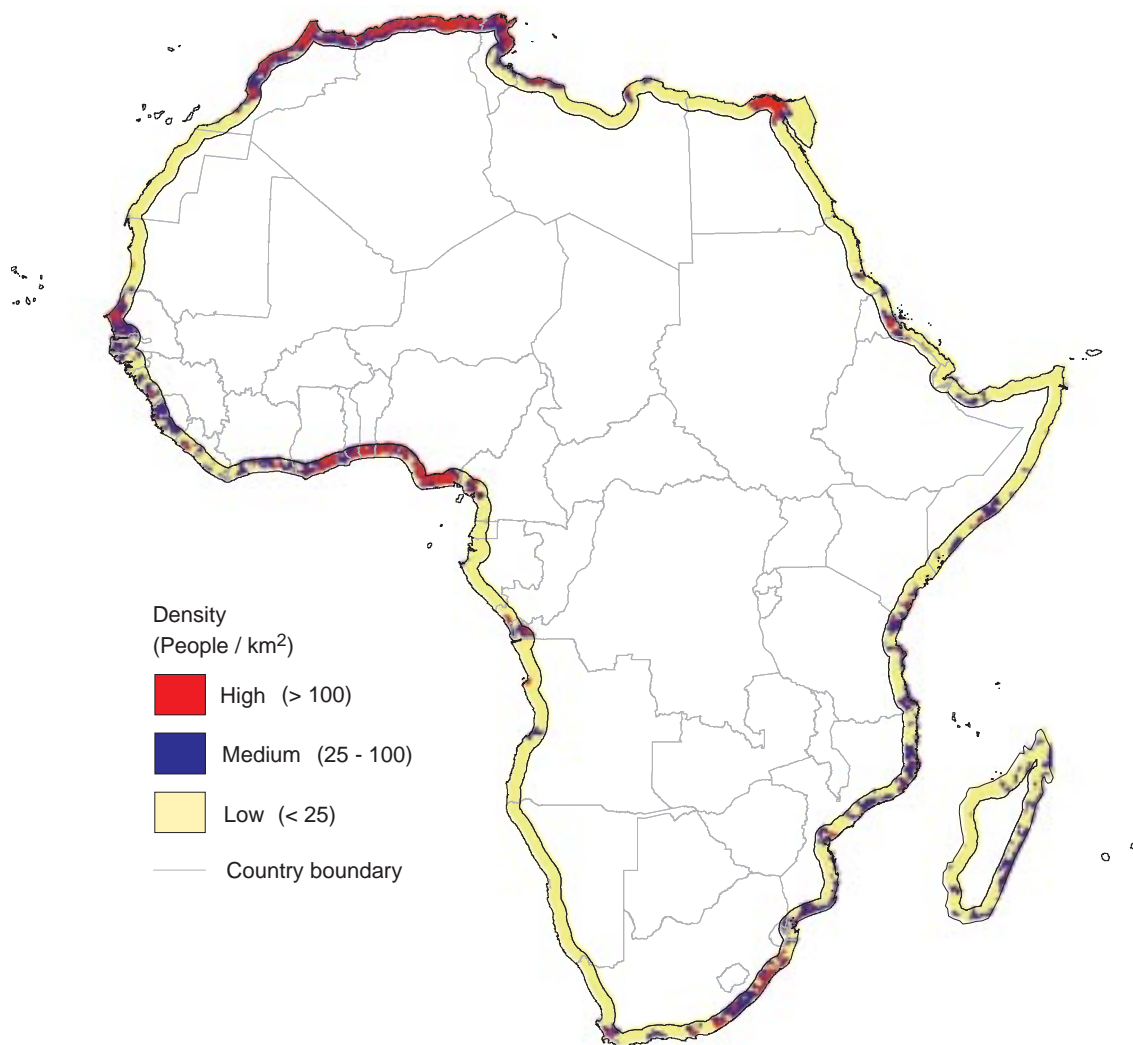 Density
(People / km²)
High (> 100)
Medium (25 - 100)
Low (< 25)
Country boundary